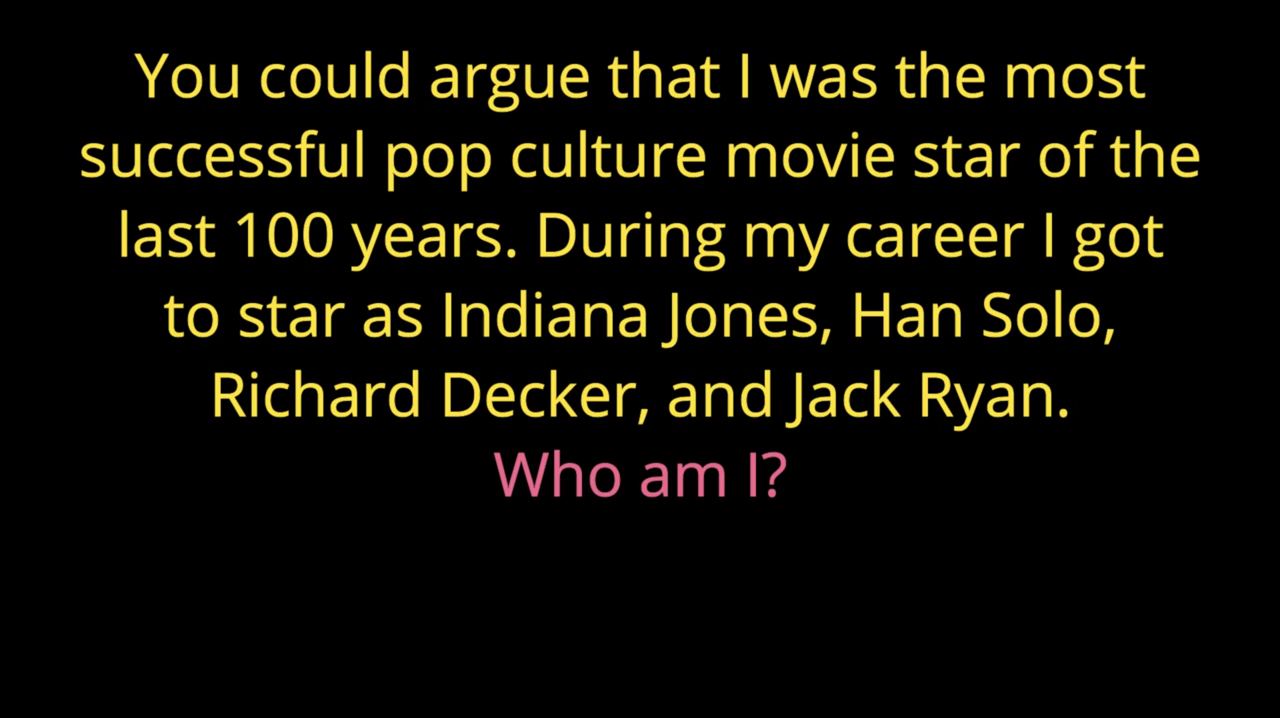 You could argue that I was the most
successful pop culture movie star of the
last 100 years. During my career I got
to star as Indiana Jones, Han Solo,
Richard Decker, and Jack Ryan.
Who am I?